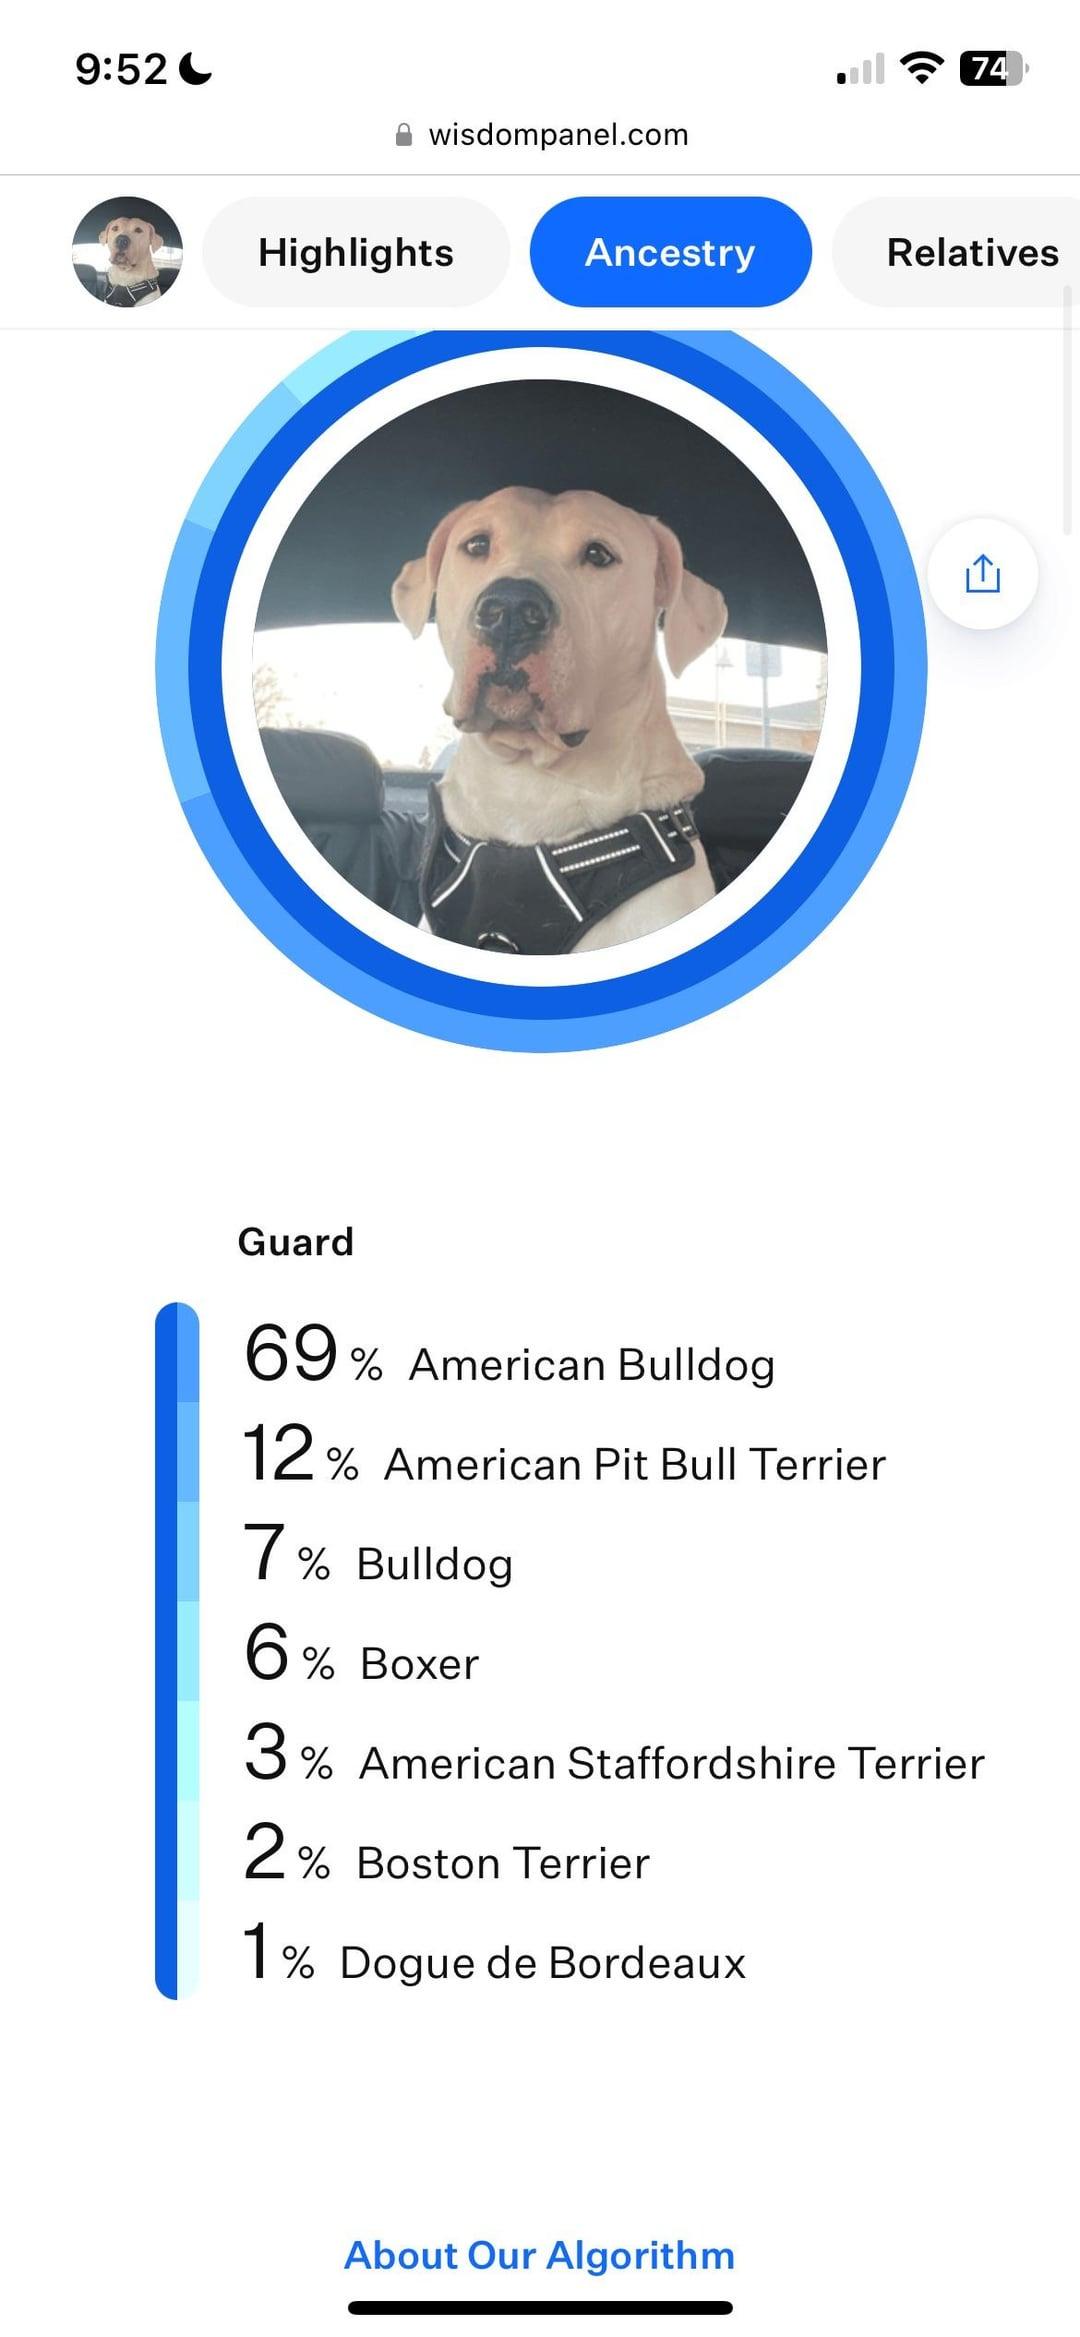 9:52
74
wisdompanel.com
Highlights Ancestry Relatives
Guard
69 % American Bulldog
12 % American Pit Bull Terrier
7 % Bulldog
6 % Boxer
3 % American Staffordshire Terrier
2 % Boston Terrier
1 % Dogue de Bordeaux
About Our Algorithm